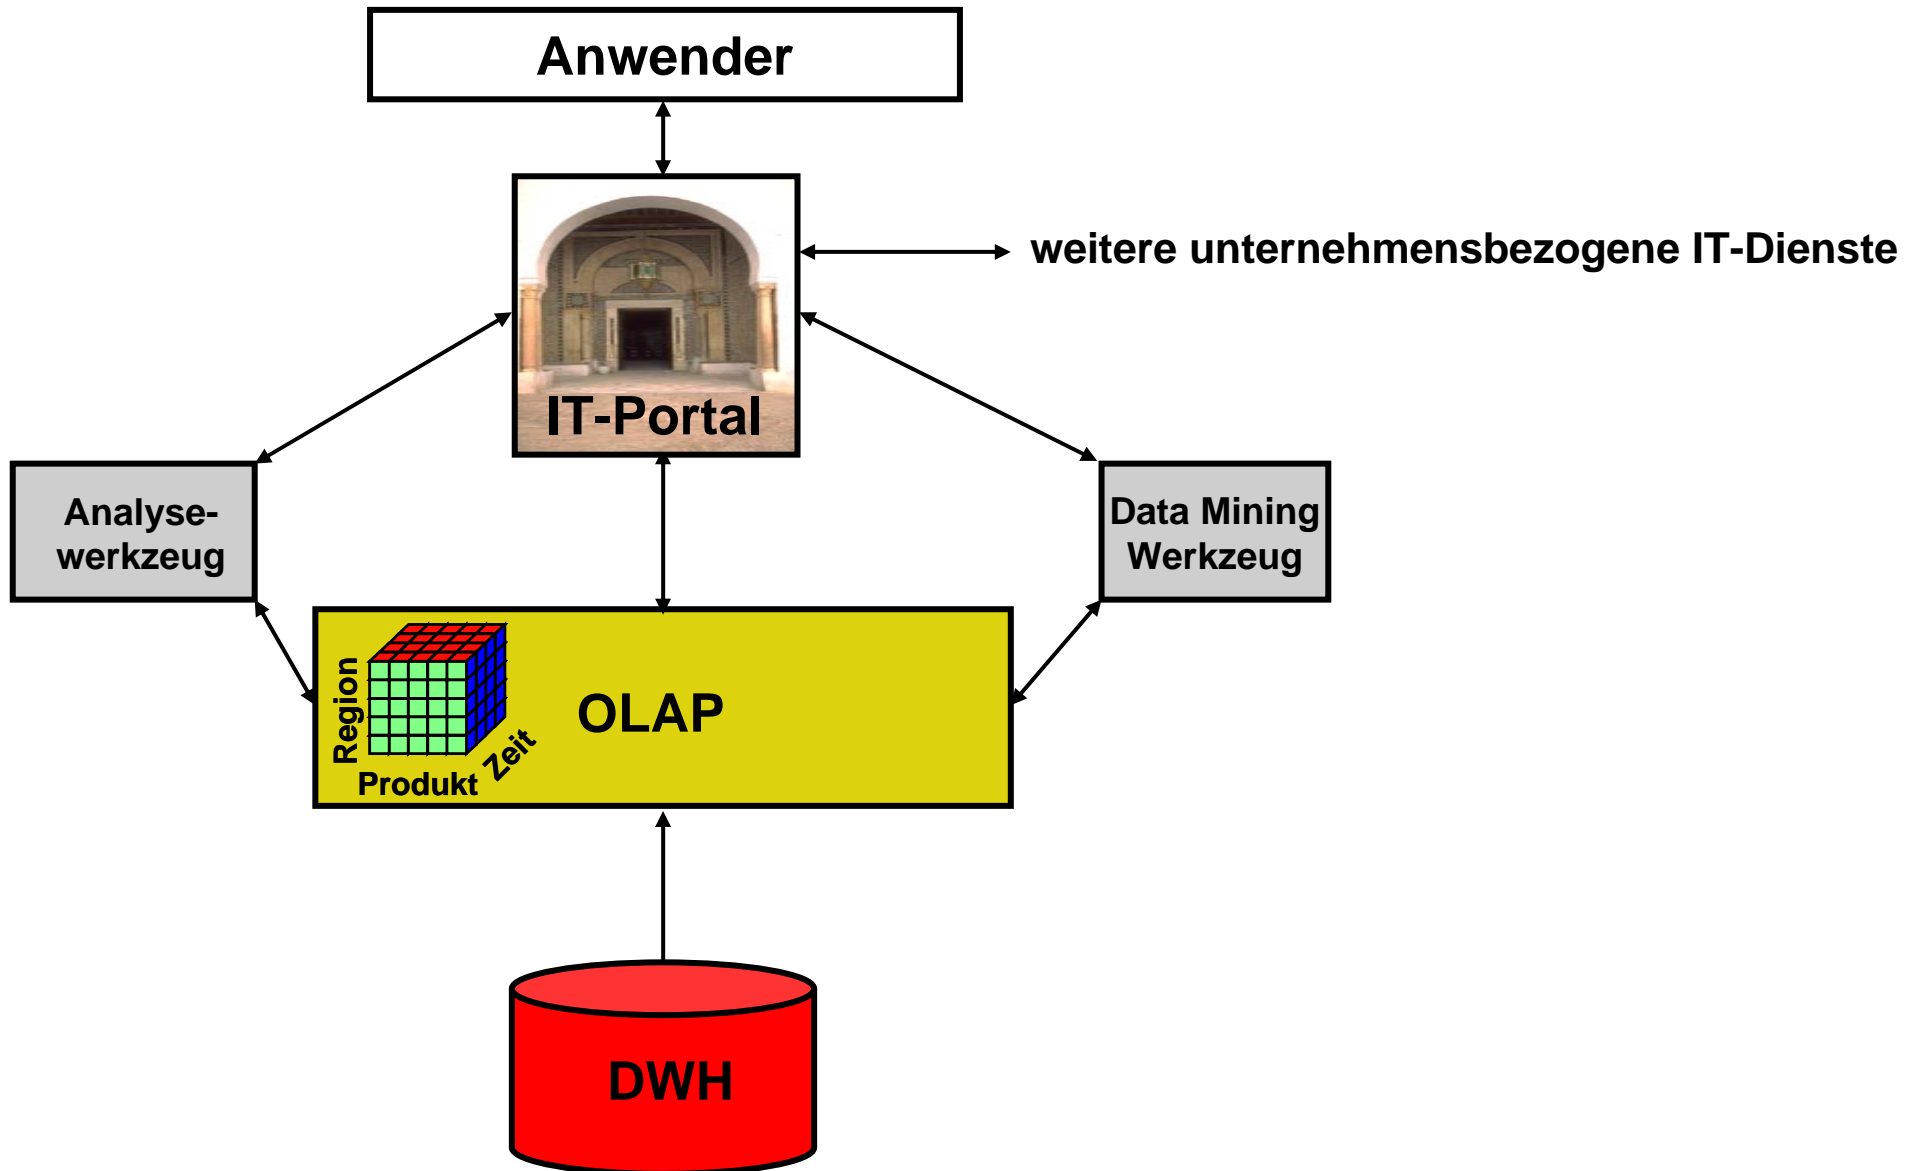 Anwender
weitere unternehmensbezogene IT-Dienste
IT-Portal
Analyse-
werkzeug
Data Mining
Werkzeug
Region
OLAP
Zeit
Produkt
DWH